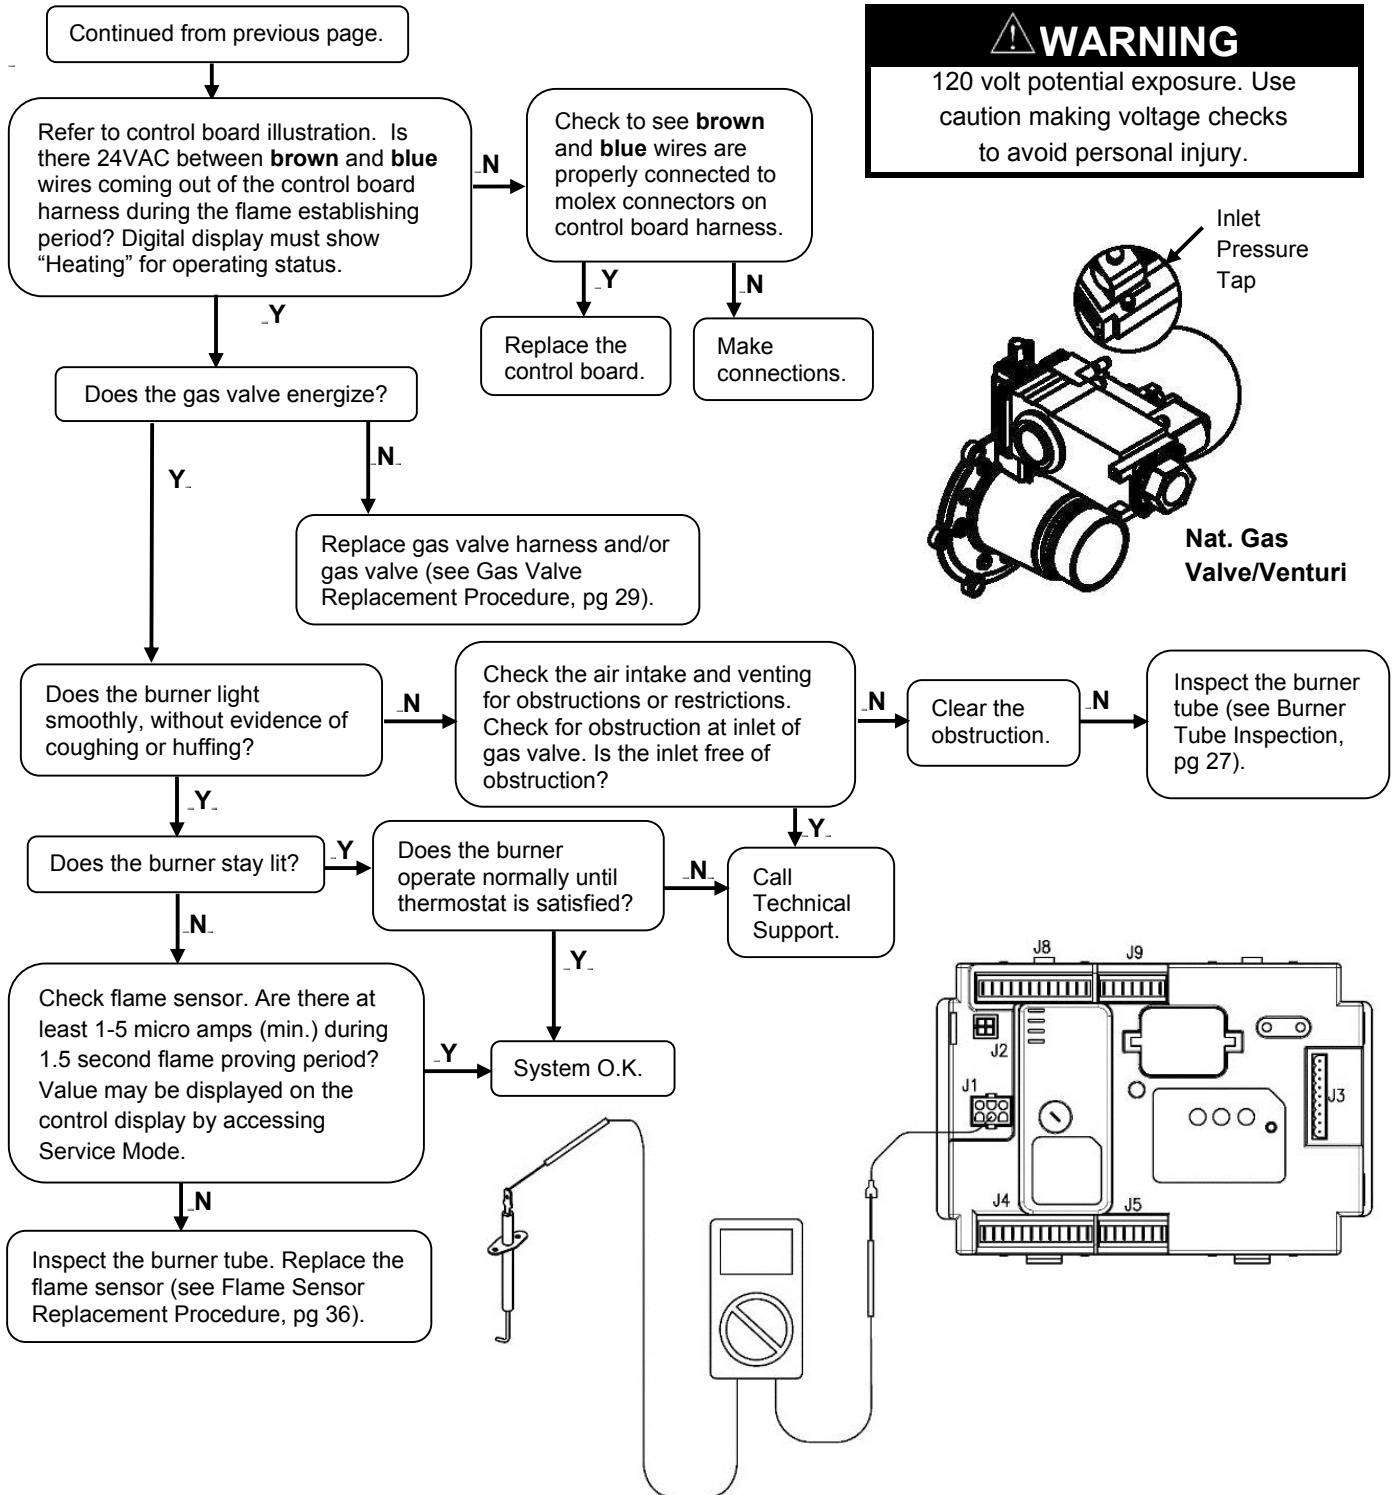 Continued from previous page.
WARNING
120 volt potential exposure. Use
caution making voltage checks
to avoid personal injury.
Refer to control board illustration. Is
there 24VAC between brown and blue
wires coming out of the control board
harness during the flame establishing
period? Digital display must show
“Heating” for operating status.
N
Check to see brown
and blue wires are
properly connected to
molex connectors on
control board harness.
Y
N
Replace the
control board.
Make
connections.
Inlet
Pressure
Tap
Nat. Gas
Valve/Venturi
Y
Does the gas valve energize?
N
Y
Replace gas valve harness and/or
gas valve (see Gas Valve
Replacement Procedure, pg 29).
Does the burner light
smoothly, without evidence of
coughing or huffing?
N
Check the air intake and venting
for obstructions or restrictions.
Check for obstruction at inlet of
gas valve. Is the inlet free of
obstruction?
N
Clear the
obstruction.
N
Inspect the burner
tube (see Burner
Tube Inspection,
pg 27).
Y
Y
Does the burner stay lit?
Y
Does the burner
operate normally until
thermostat is satisfied?
N
Call
Technical
Support.
N
Y
Check flame sensor. Are there at
least 1-5 micro amps (min.) during
1.5 second flame proving period?
Value may be displayed on the
control display by accessing
Service Mode.
Y
System O.K.
N
Inspect the burner tube. Replace the
flame sensor (see Flame Sensor
Replacement Procedure, pg 36).
J8
J9
J2
J1
J3
J4
J5